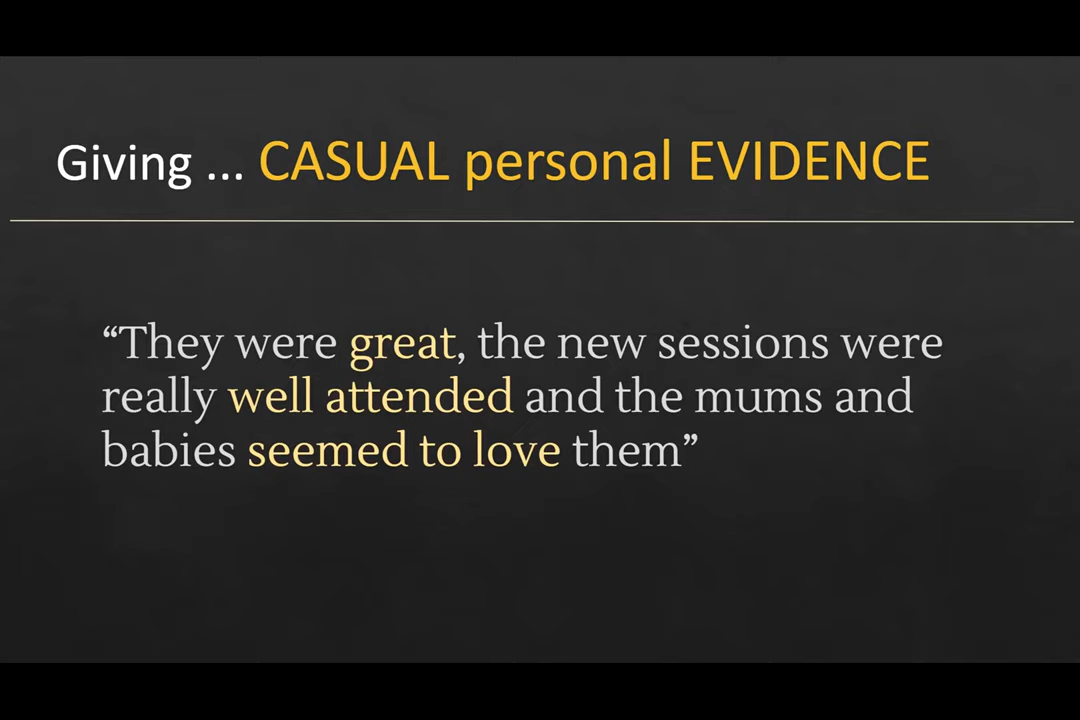 Giving ... CASUAL personal EVIDENCE
“They were great, the new sessions were
really well attended and the mums and
babies seemed to love them”